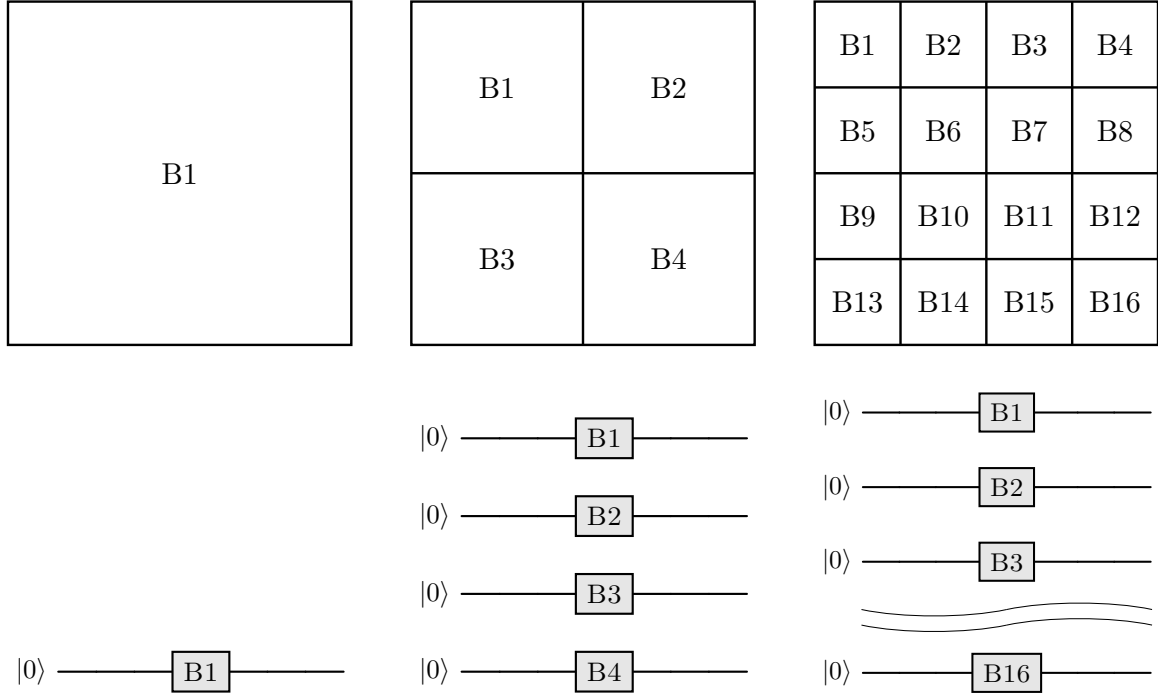 B1
B1 B2
B3 B4
B1 B2 B3 B4
B5 B6 B7 B8
B9 B10 B11 B12
B13 B14 B15 B16
|0⟩ B1
|0⟩ B1
|0⟩ B2
|0⟩ B3
|0⟩ B4
|0⟩ B1
|0⟩ B2
|0⟩ B3
|0⟩ B16